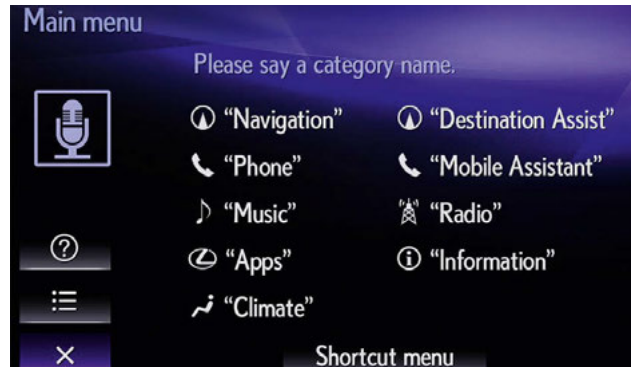 Main menu
Please say a category name.
“Navigation” “Destination Assist”
“Phone” “Mobile Assistant”
“Music” “Radio”
“Apps” “Information”
“Climate”
Shortcut menu